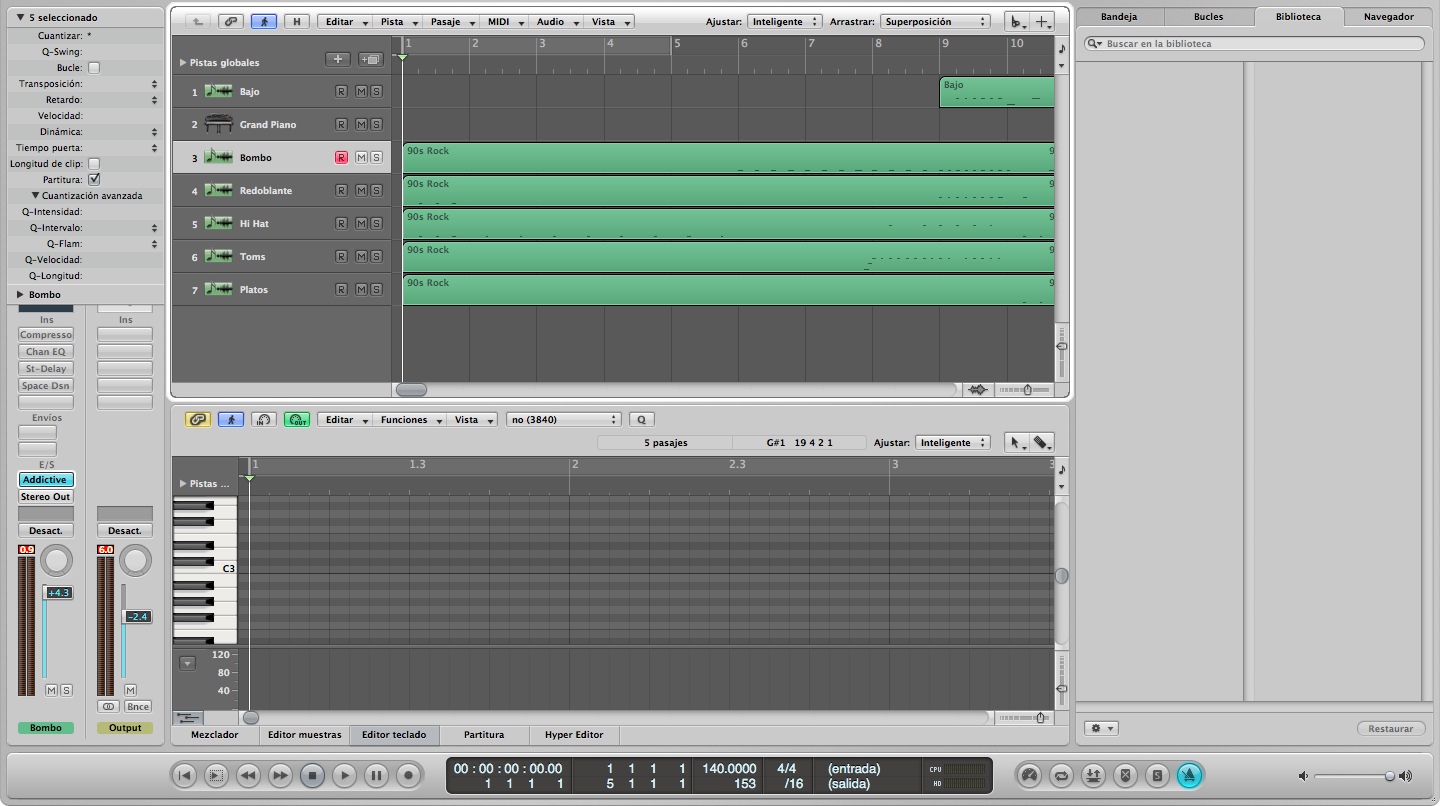 5 seleccionado
Cuantizar: *
Q-Swing:
Bucle:
Transposición:
Retardo:
Velocidad:
Dinámica:
Tiempo puerta:
Longitud de clip:
Partitura:
Cuantización avanzada
Q-Intensidad:
Q-Intervalo:
Q-Flam:
Q-Velocidad:
Q-Longitud:
Bombo
Ins Ins
Compresso
Chan EQ
St-Delay
Space Dsn
Envíos
E/S
Addictive
Stereo Out
Desact. Desact.
0.9 6.0
+4.3
-2.4
M S M
Bnce
Bombo Output
H Editar Pista Pasaje MIDI Audio Vista Ajustar: Inteligente Arrastrar: Superposición
1 2 3 4 5 6 7 8 9 10
Pistas globales
1 Bajo R M S Bajo
2 Grand Piano R M S
3 Bombo R M S 90s Rock 9
4 Redoblante R M S 90s Rock 9
5 Hi Hat R M S 90s Rock 9
6 Toms R M S 90s Rock 9
7 Platos R M S 90s Rock 9
IN OUT Editar Funciones Vista no (3840) Q
5 pasajes G#1 19 4 2 1 Ajustar: Inteligente
1 1.3 2 2.3 3 3
Pistas ...
C3
120
80
40
Mezclador Editor muestras Editor teclado Partitura Hyper Editor
Bandeja Bucles Biblioteca Navegador
Buscar en la biblioteca
Restaurar
00 : 00 : 00 : 00.00 1 1 1 1 140.0000 4/4 (entrada) CPU
1 1 1 1 5 1 1 1 153 /16 (salida) HD
S